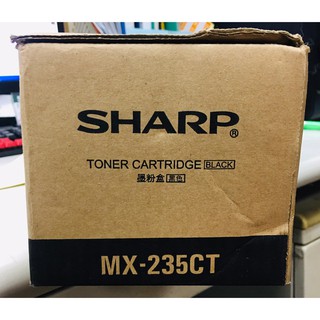 SHARP®
TONER CARTRIDGE BLACK
墨粉盒 黑色
MX-235CT